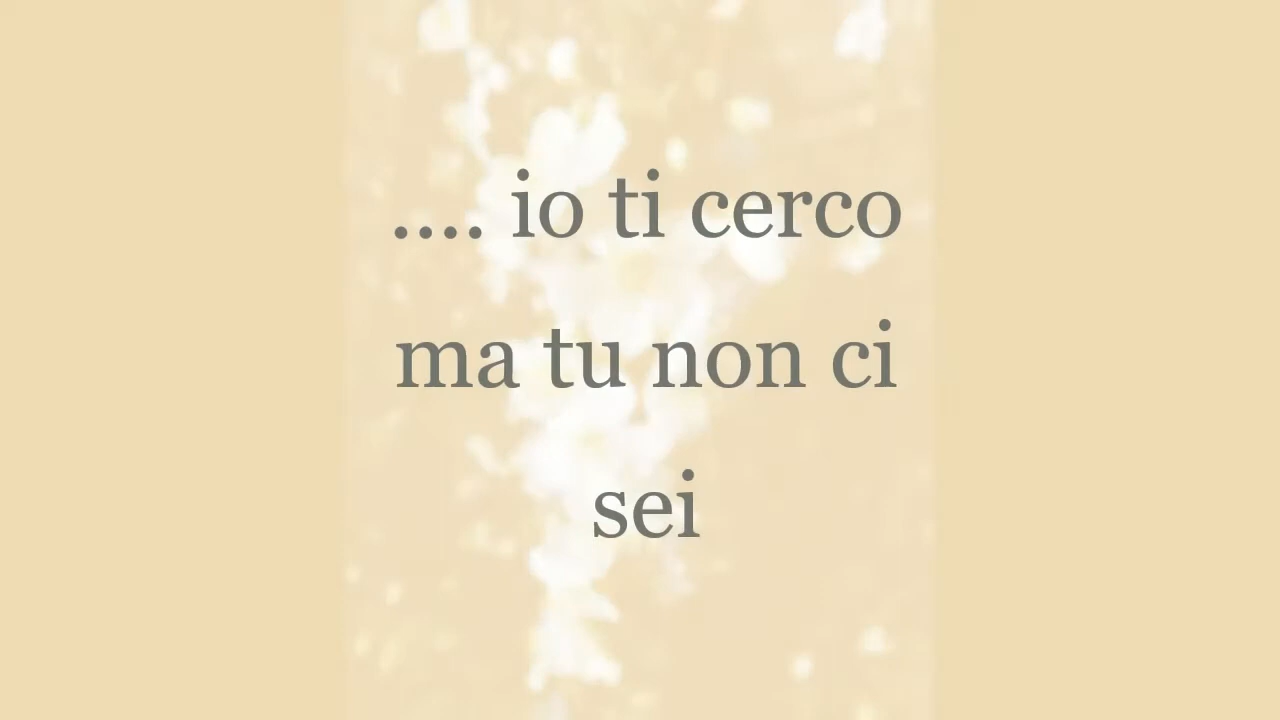 .... io ti cerco
ma tu non ci
sei